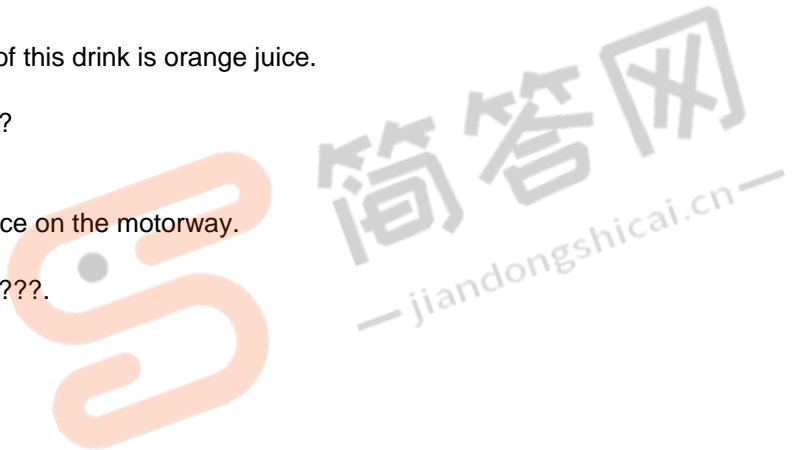 of this drink is orange juice.
?
ce on the motorway.
???.
简答网
— jiandongshicai.cn —